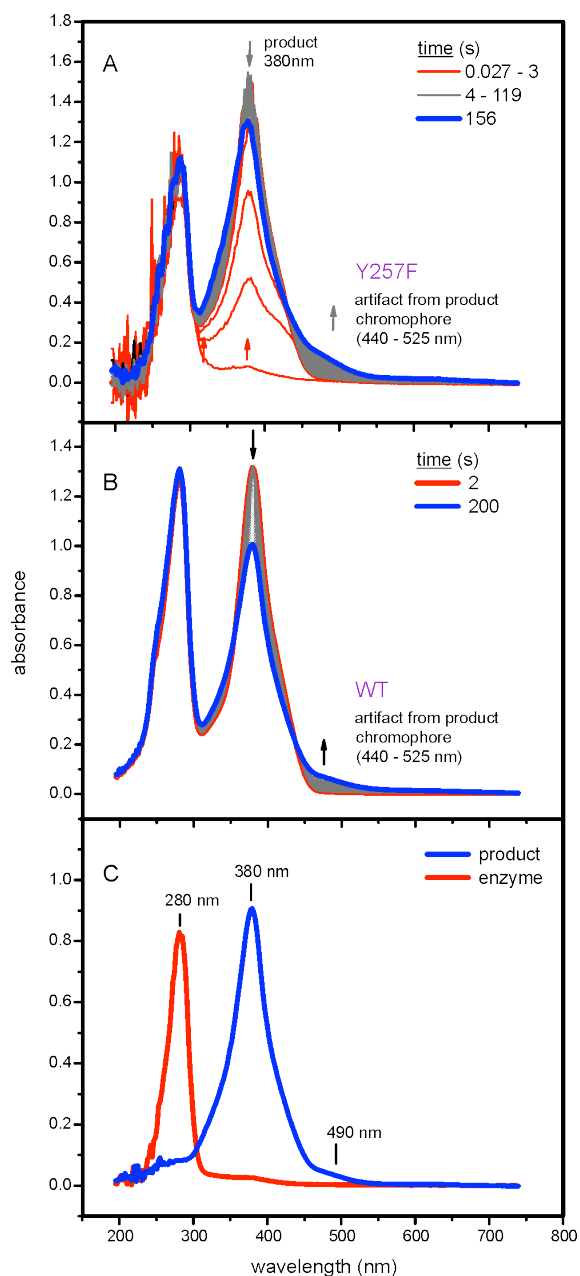 A
product
380nm
time (s)
0.027 - 3
4 - 119
156
1.8
1.6
1.4
1.2
1.0
0.8
0.6
0.4
0.2
0.0
Y257F
artifact from product
chromophore
(440 - 525 nm)
B
time (s)
2
200
1.4
1.2
1.0
0.8
0.6
0.4
0.2
0.0
absorbance
WT
artifact from product
chromophore
(440 - 525 nm)
C
product
enzyme
380 nm
280 nm
490 nm
1.0
0.8
0.6
0.4
0.2
0.0
200 300 400 500 600 700 800
wavelength (nm)